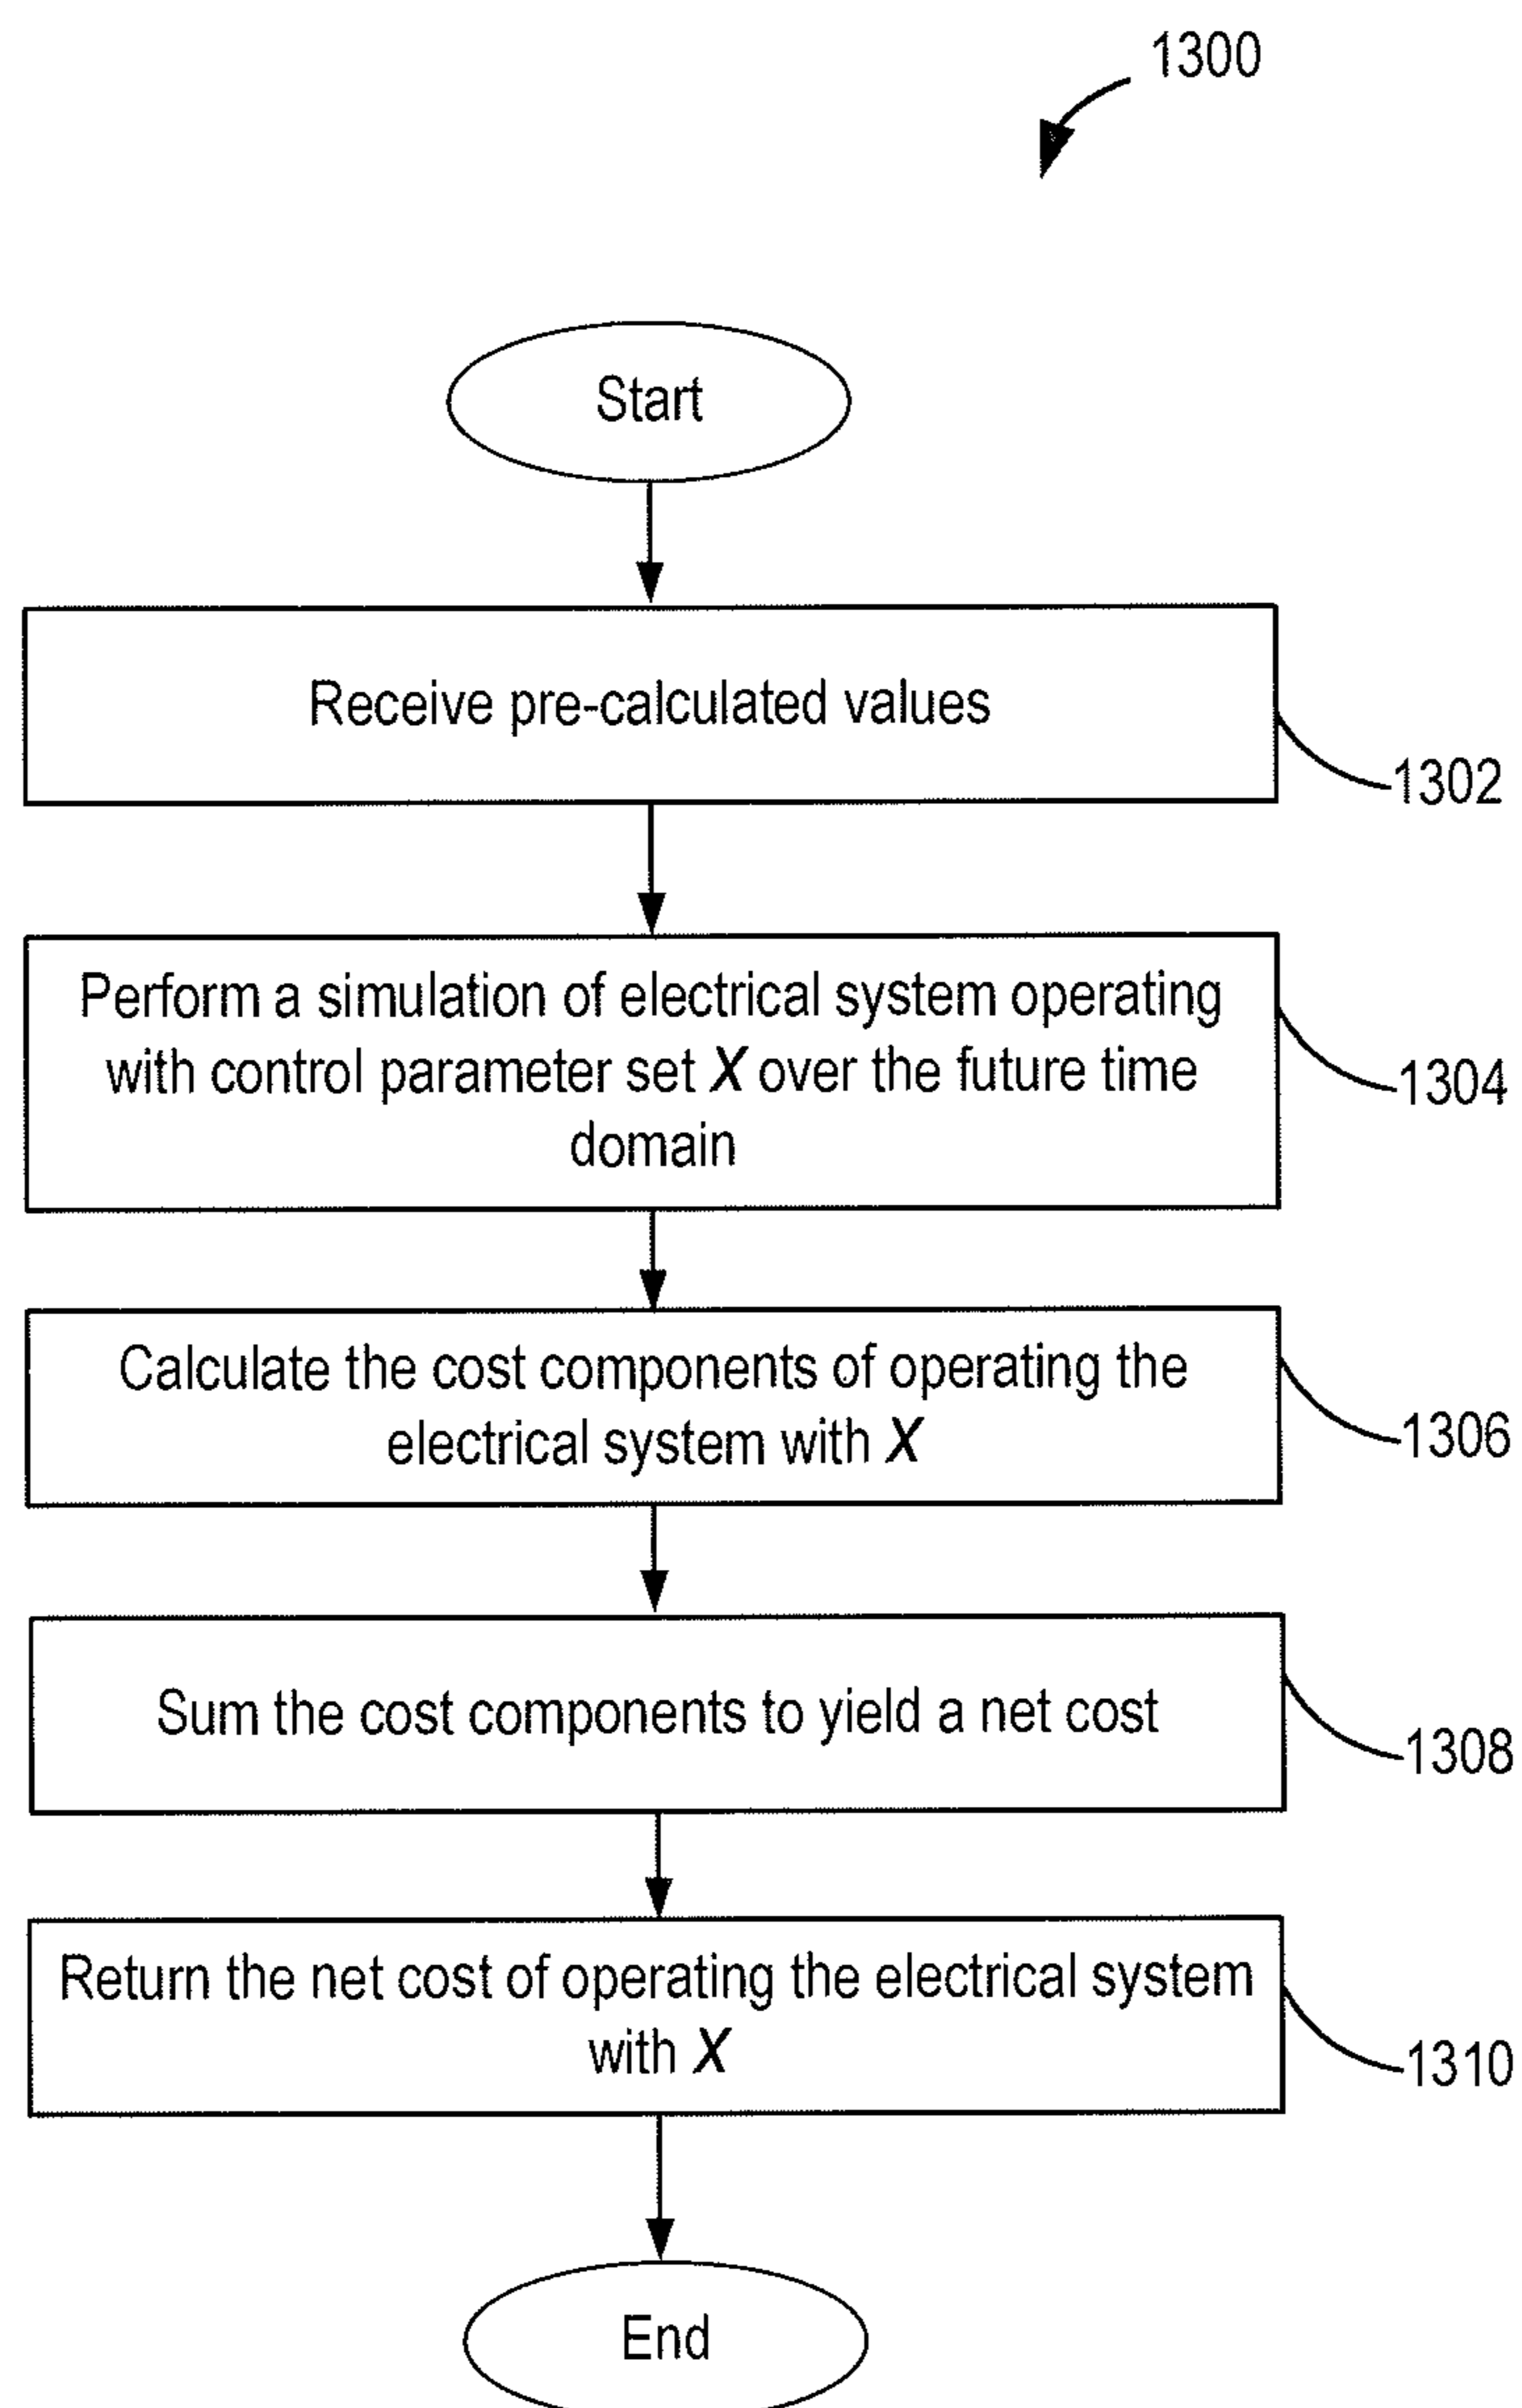 1300
Start
Receive pre-calculated values
1302
Perform a simulation of electrical system operating
with control parameter set X over the future time
domain
1304
Calculate the cost components of operating the
electrical system with X
1306
Sum the cost components to yield a net cost
1308
Return the net cost of operating the electrical system
with X
1310
End